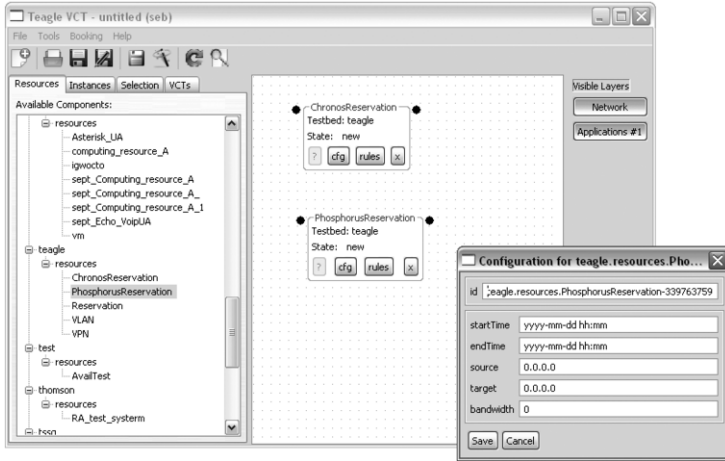 Teagle VCT - untitled (seb)
File Tools Booking Help
Resources Instances Selection VCTs
Available Components:
resources
Asterisk_UA
computing_resource_A
igwocto
sept_Computing_resource_A
sept_Computing_resource_A_
sept_Computing_resource_A_1
sept_Echo_VoipUA
vm
teagle
resources
ChronosReservation
PhosphorusReservation
Reservation
VLAN
VPN
test
resources
AvailTest
thomson
resources
RA_test_systerm
tssg
ChronosReservation
Testbed: teagle
State: new
? cfg rules x
PhosphorusReservation
Testbed: teagle
State: new
? cfg rules x
Visible Layers
Network
Applications #1
Configuration for teagle.resources.Pho...
id :eagle.resources.PhosphorusReservation-339763759
startTime yyyy-mm-dd hh:mm
endTime yyyy-mm-dd hh:mm
source 0.0.0.0
target 0.0.0.0
bandwidth 0
Save Cancel